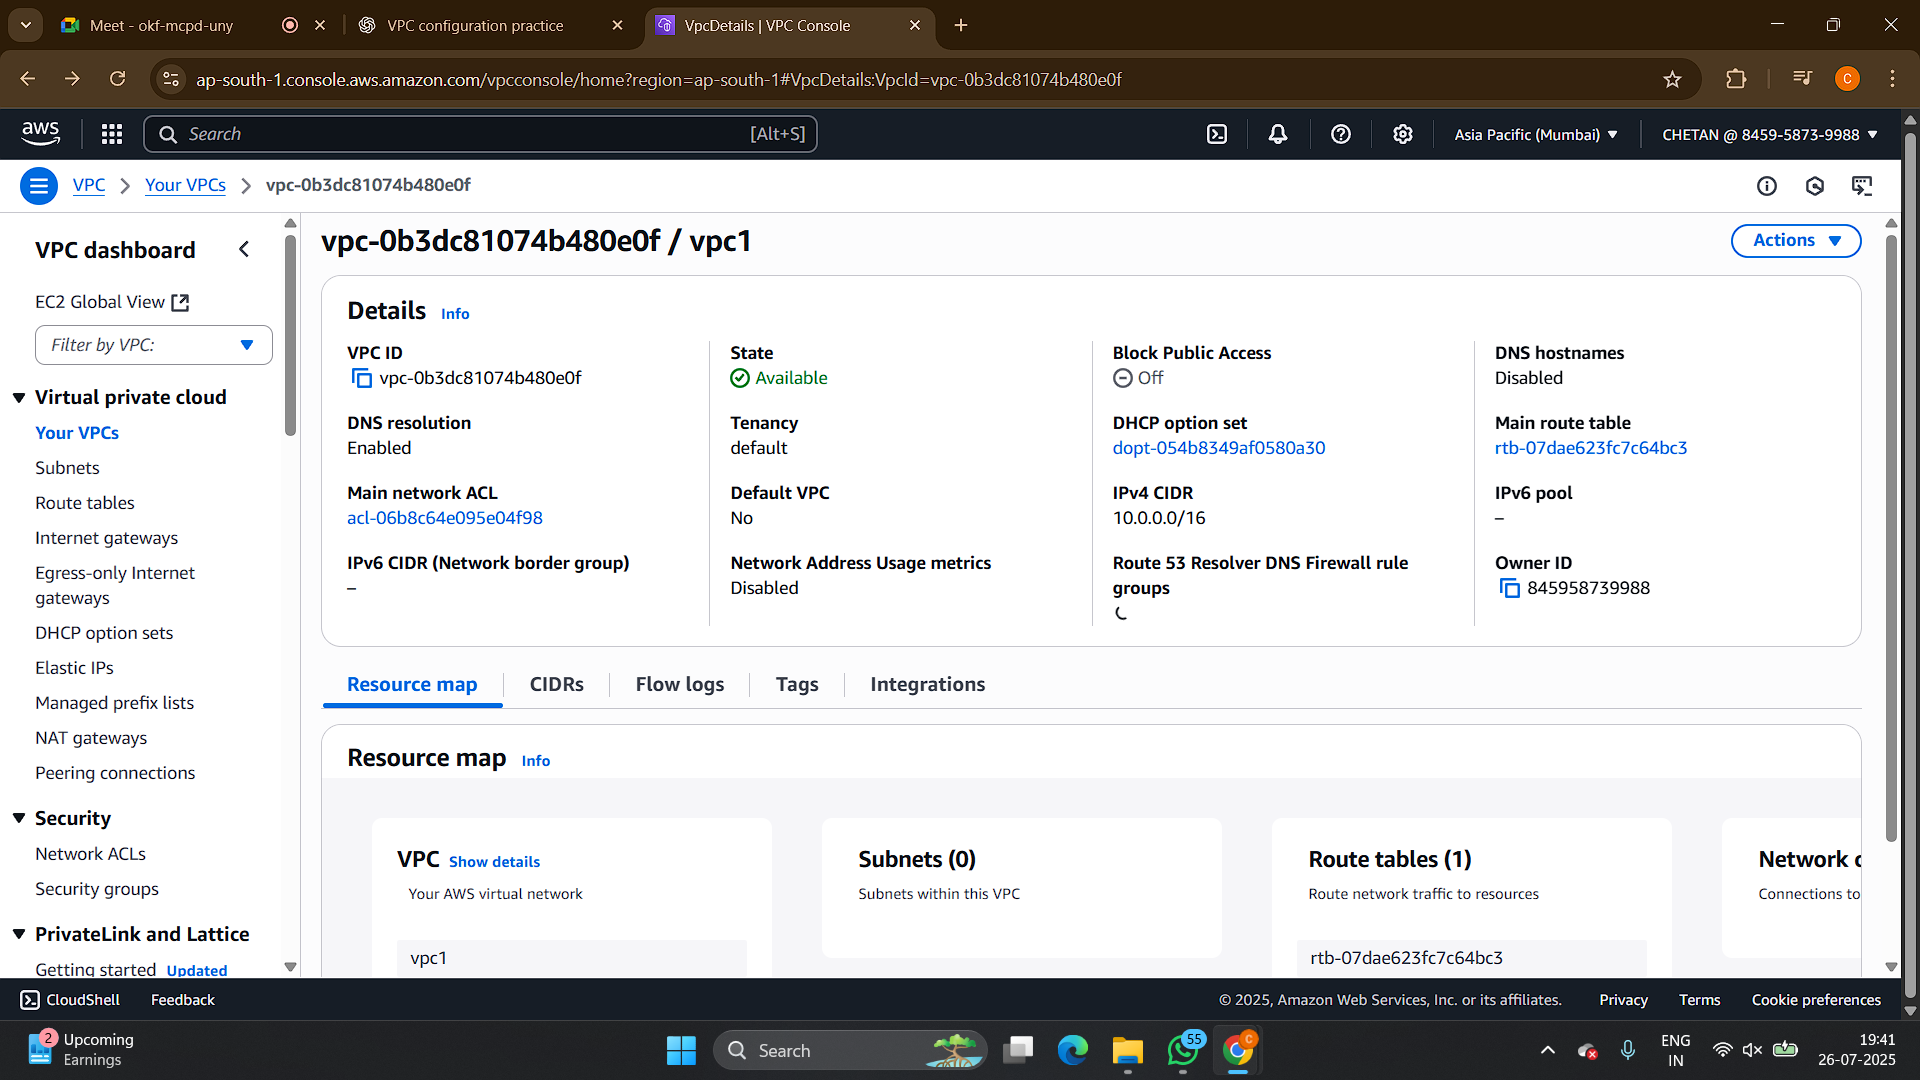 Meet - okf-mcpd-uny
VPC configuration practice
VpcDetails | VPC Console
ap-south-1.console.aws.amazon.com/vpcconsole/home?region=ap-south-1#VpcDetails:VpcId=vpc-0b3dc81074b480e0f
C
aws
Search
[Alt+S]
Asia Pacific (Mumbai)
CHETAN @ 8459-5873-9988
VPC
Your VPCs
vpc-0b3dc81074b480e0f
VPC dashboard
EC2 Global View
Filter by VPC:
Virtual private cloud
Your VPCs
Subnets
Route tables
Internet gateways
Egress-only Internet
gateways
DHCP option sets
Elastic IPs
Managed prefix lists
NAT gateways
Peering connections
Security
Network ACLs
Security groups
PrivateLink and Lattice
Getting started Updated
vpc-0b3dc81074b480e0f / vpc1
Actions
Details Info
VPC ID
vpc-0b3dc81074b480e0f
State
Available
Block Public Access
Off
DNS hostnames
Disabled
DNS resolution
Enabled
Tenancy
default
DHCP option set
dopt-054b8349af0580a30
Main route table
rtb-07dae623fc7c64bc3
Main network ACL
acl-06b8c64e095e04f98
Default VPC
No
IPv4 CIDR
10.0.0.0/16
IPv6 pool
–
IPv6 CIDR (Network border group)
–
Network Address Usage metrics
Disabled
Route 53 Resolver DNS Firewall rule
groups
Owner ID
845958739988
Resource map
CIDRs
Flow logs
Tags
Integrations
Resource map Info
VPC Show details
Your AWS virtual network
vpc1
Subnets (0)
Subnets within this VPC
Route tables (1)
Route network traffic to resources
rtb-07dae623fc7c64bc3
Network c
Connections to
CloudShell
Feedback
© 2025, Amazon Web Services, Inc. or its affiliates.
Privacy
Terms
Cookie preferences
2
Upcoming
Earnings
Search
55
C
ENG
IN
19:41
26-07-2025